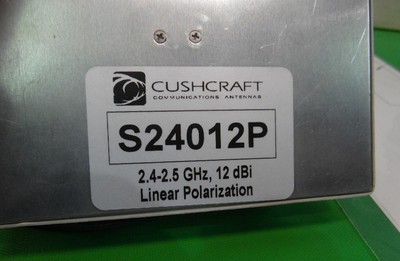 CUSHCRAFT
COMMUNICATIONS ANTENNAS
S24012P
2.4-2.5 GHz, 12 dBi
Linear Polarization